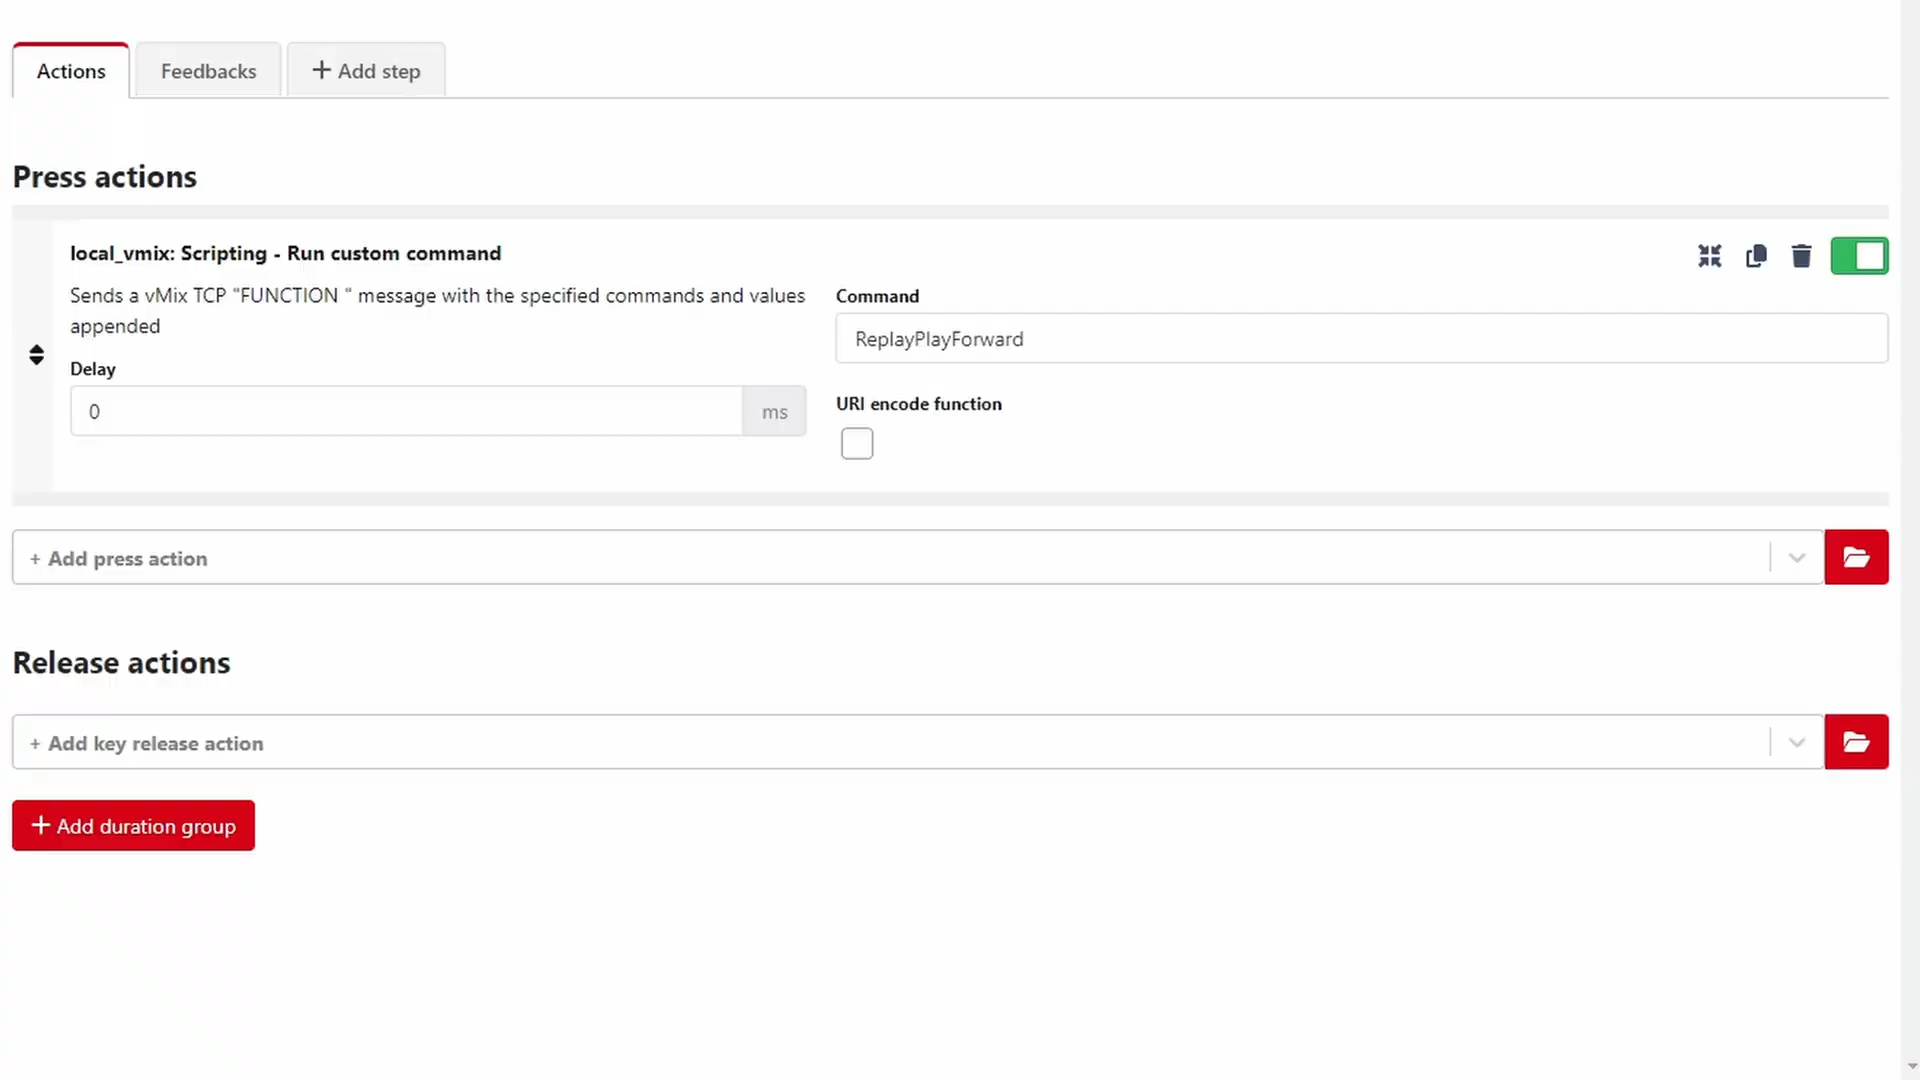 Actions
Feedbacks
+ Add step
Press actions
local_vmix: Scripting - Run custom command
Sends a vMix TCP "FUNCTION " message with the specified commands and values
appended
Command
ReplayPlayForward
Delay
0
ms
URI encode function
+ Add press action
Release actions
+ Add key release action
+ Add duration group